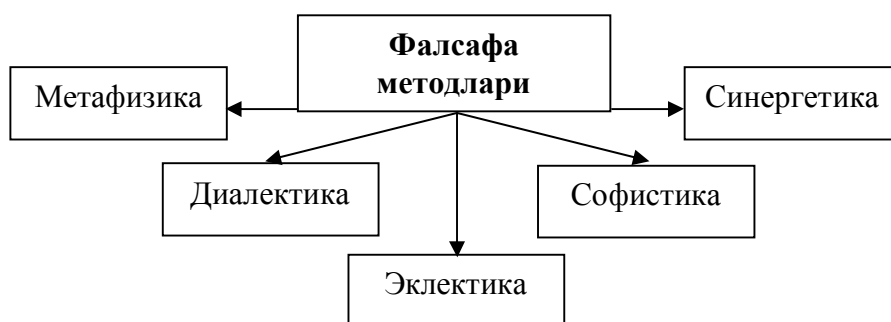 Фалсафа
методлари
Метафизика
Синергетика
Диалектика
Софистика
Эклектика